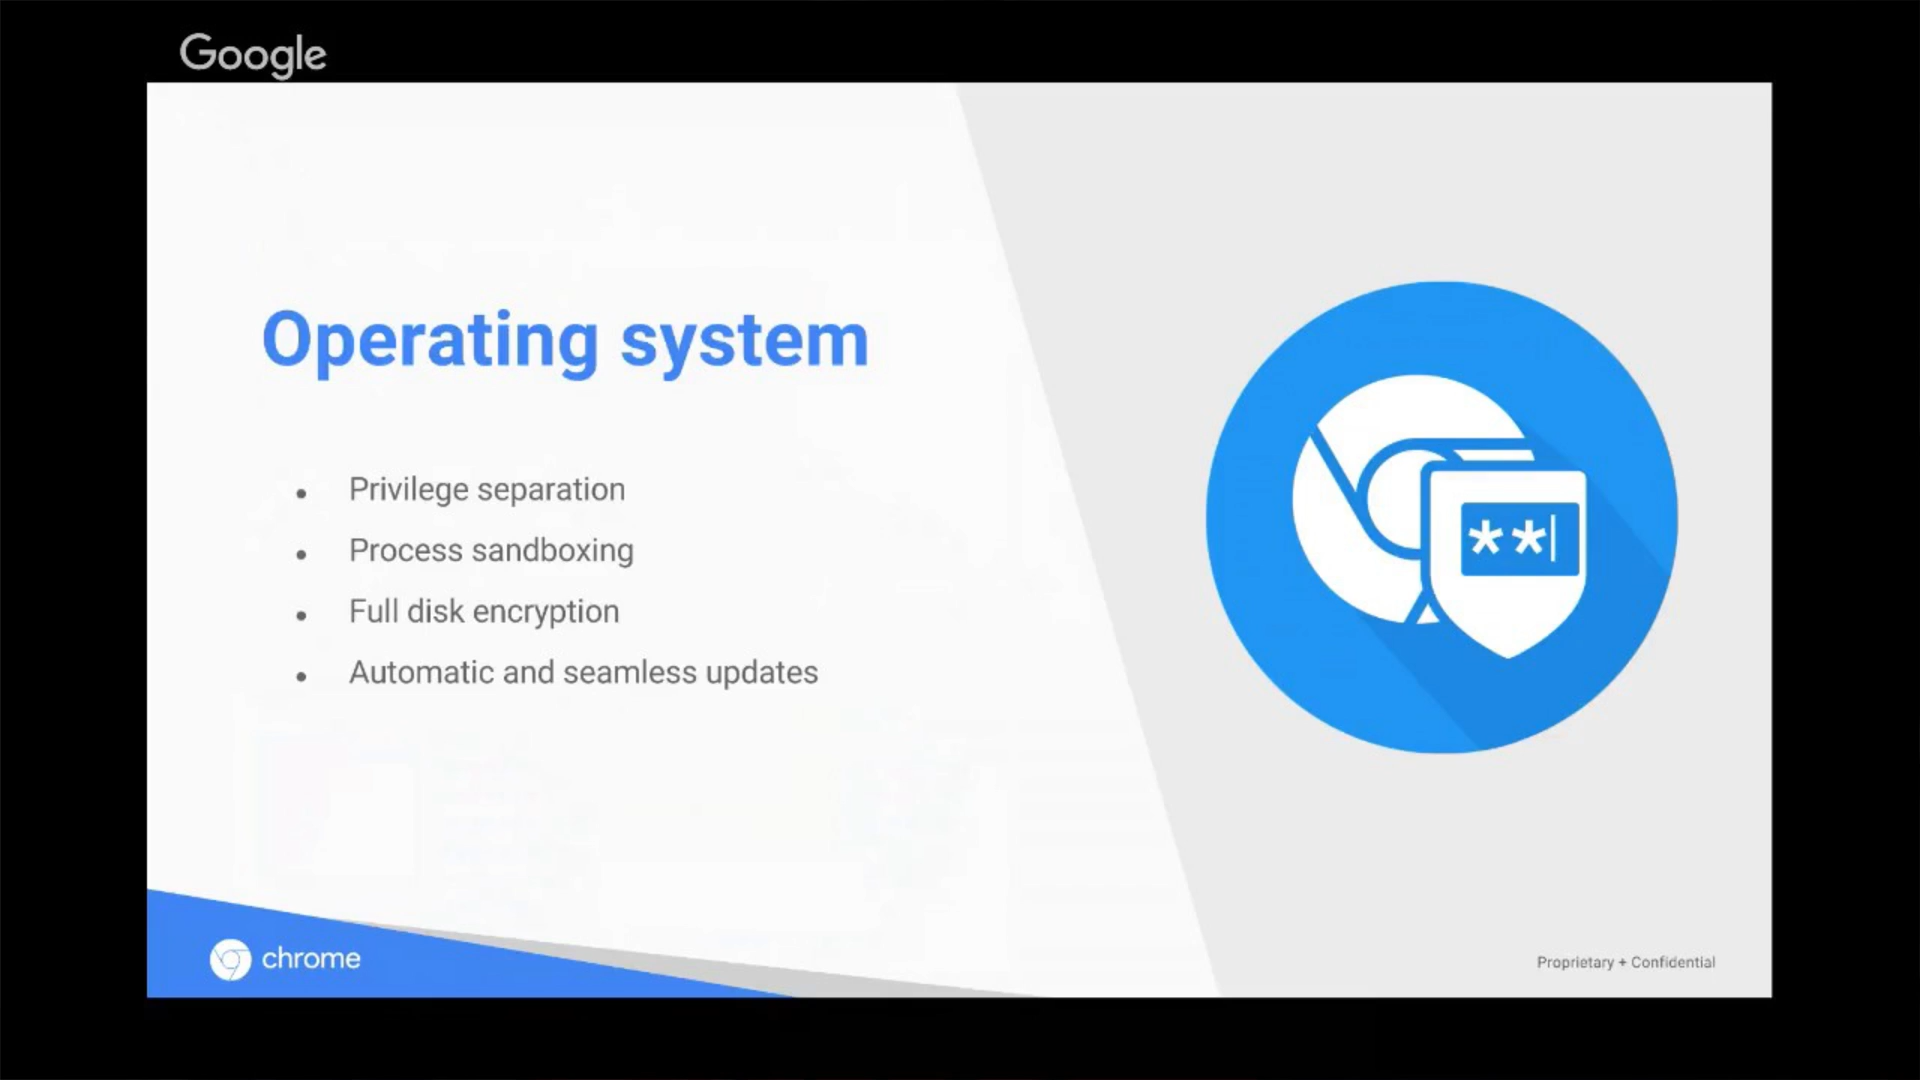 Google
Operating system
• Privilege separation
• Process sandboxing
• Full disk encryption
• Automatic and seamless updates
**|
chrome
Proprietary + Confidential